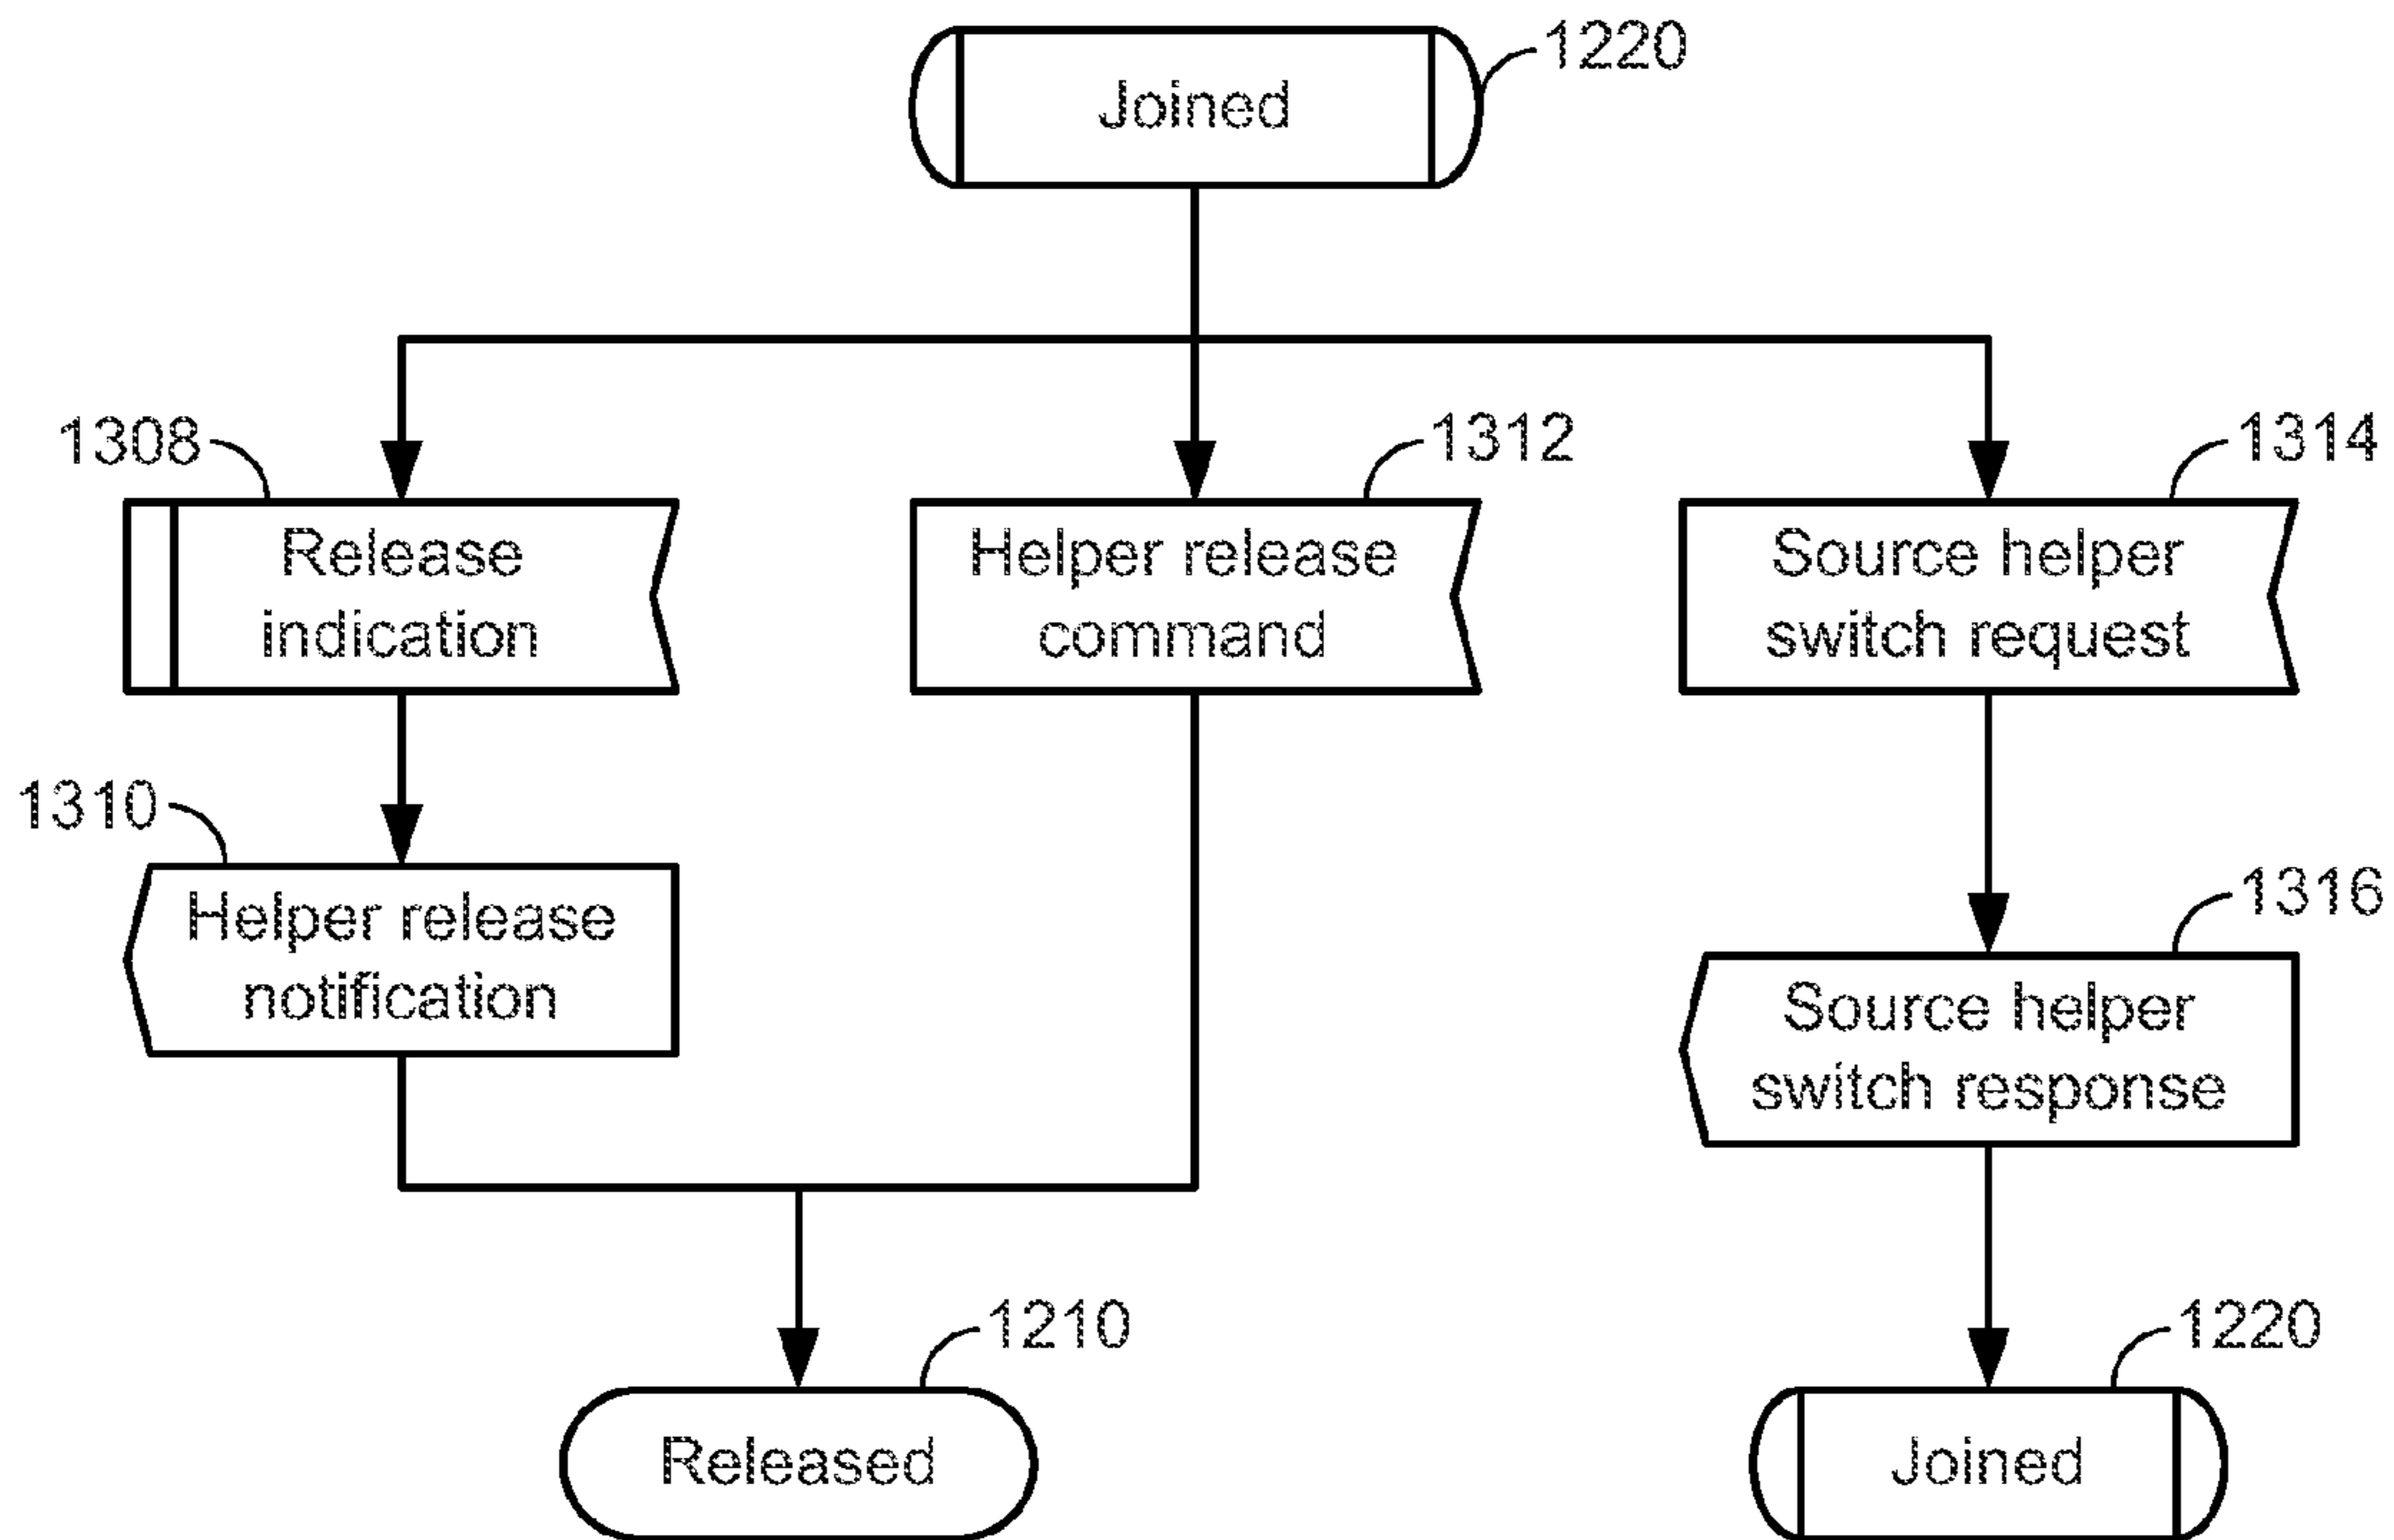 1220
Joined
1308
1312
1314
Release
indication
Helper release
command
Source helper
switch request
1310
1316
Helper release
notification
Source helper
switch response
1210
1220
Released
Joined